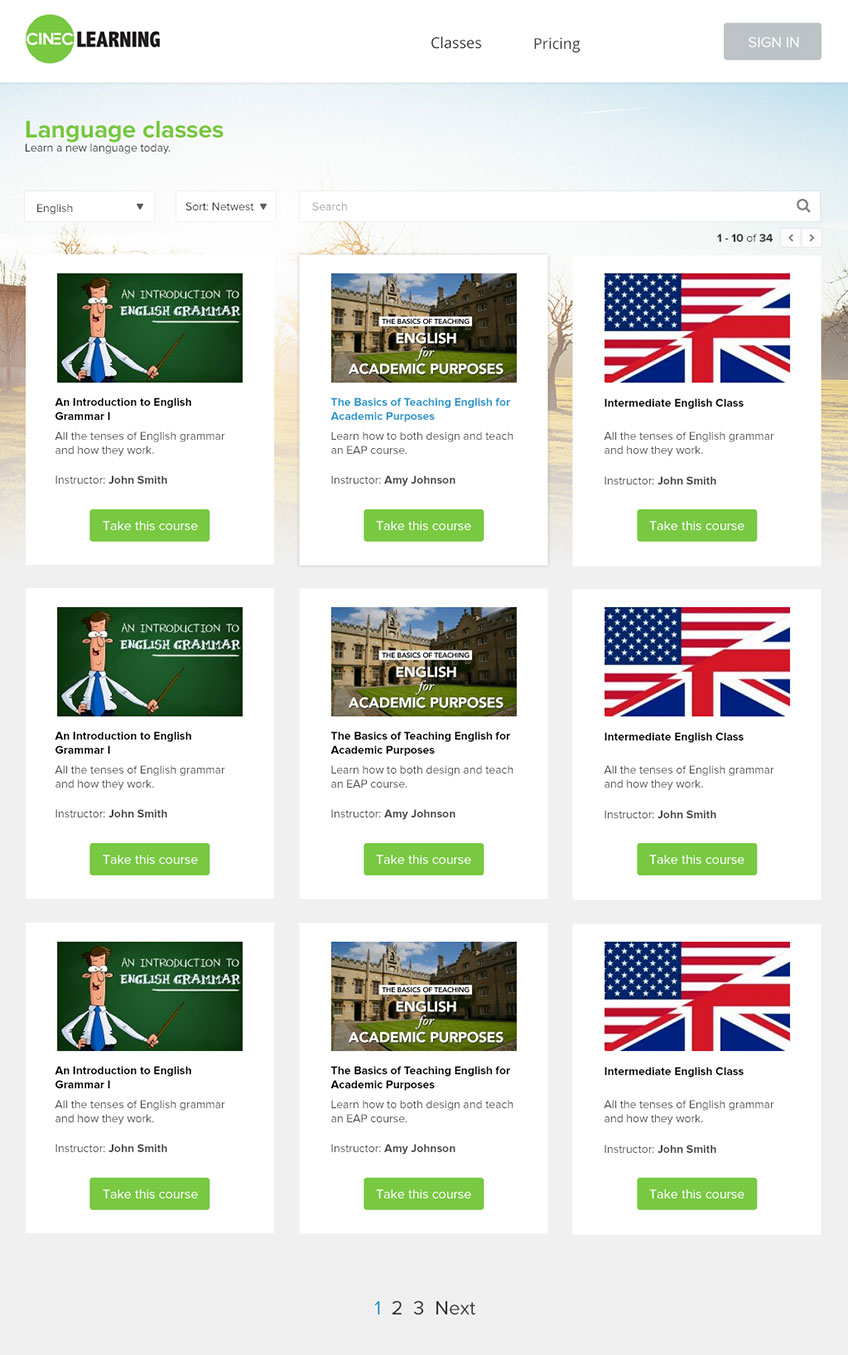 CINEC LEARNING
Classes
Pricing
SIGN IN
Language classes
Learn a new language today.
English
Sort: Netwest
Search
1 - 10 of 34
AN INTRODUCTION TO
ENGLISH GRAMMAR
An Introduction to English
Grammar I
All the tenses of English grammar
and how they work.
Instructor: John Smith
Take this course
THE BASICS OF TEACHING
ENGLISH
for
ACADEMIC PURPOSES
The Basics of Teaching English for
Academic Purposes
Learn how to both design and teach
an EAP course.
Instructor: Amy Johnson
Take this course
Intermediate English Class
All the tenses of English grammar
and how they work.
Instructor: John Smith
Take this course
AN INTRODUCTION TO
ENGLISH GRAMMAR
An Introduction to English
Grammar I
All the tenses of English grammar
and how they work.
Instructor: John Smith
Take this course
THE BASICS OF TEACHING
ENGLISH
for
ACADEMIC PURPOSES
The Basics of Teaching English for
Academic Purposes
Learn how to both design and teach
an EAP course.
Instructor: Amy Johnson
Take this course
Intermediate English Class
All the tenses of English grammar
and how they work.
Instructor: John Smith
Take this course
AN INTRODUCTION TO
ENGLISH GRAMMAR
An Introduction to English
Grammar I
All the tenses of English grammar
and how they work.
Instructor: John Smith
Take this course
THE BASICS OF TEACHING
ENGLISH
for
ACADEMIC PURPOSES
The Basics of Teaching English for
Academic Purposes
Learn how to both design and teach
an EAP course.
Instructor: Amy Johnson
Take this course
Intermediate English Class
All the tenses of English grammar
and how they work.
Instructor: John Smith
Take this course
1 2 3 Next